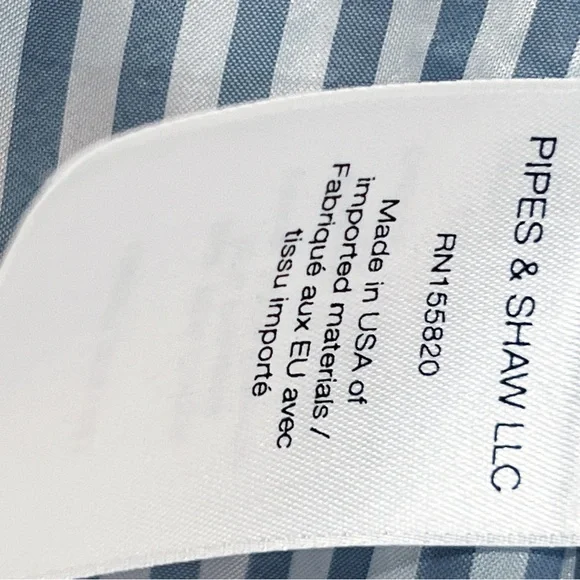 PIPES & SHAW LLC
RN155820
Made in USA of
imported materials /
Fabriqué aux EU avec
tissu importé